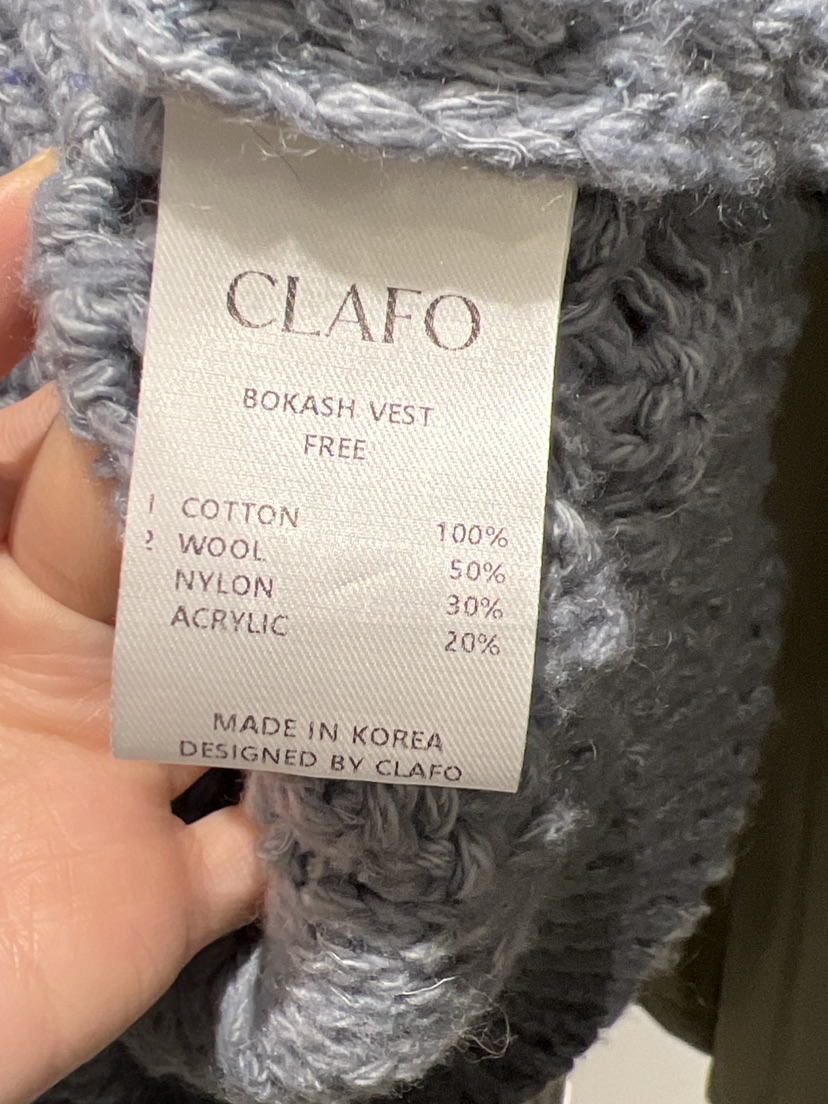 CLAFO
BOKASH VEST
FREE
1 COTTON 100%
2 WOOL 50%
NYLON 30%
ACRYLIC 20%
MADE IN KOREA
DESIGNED BY CLAFO